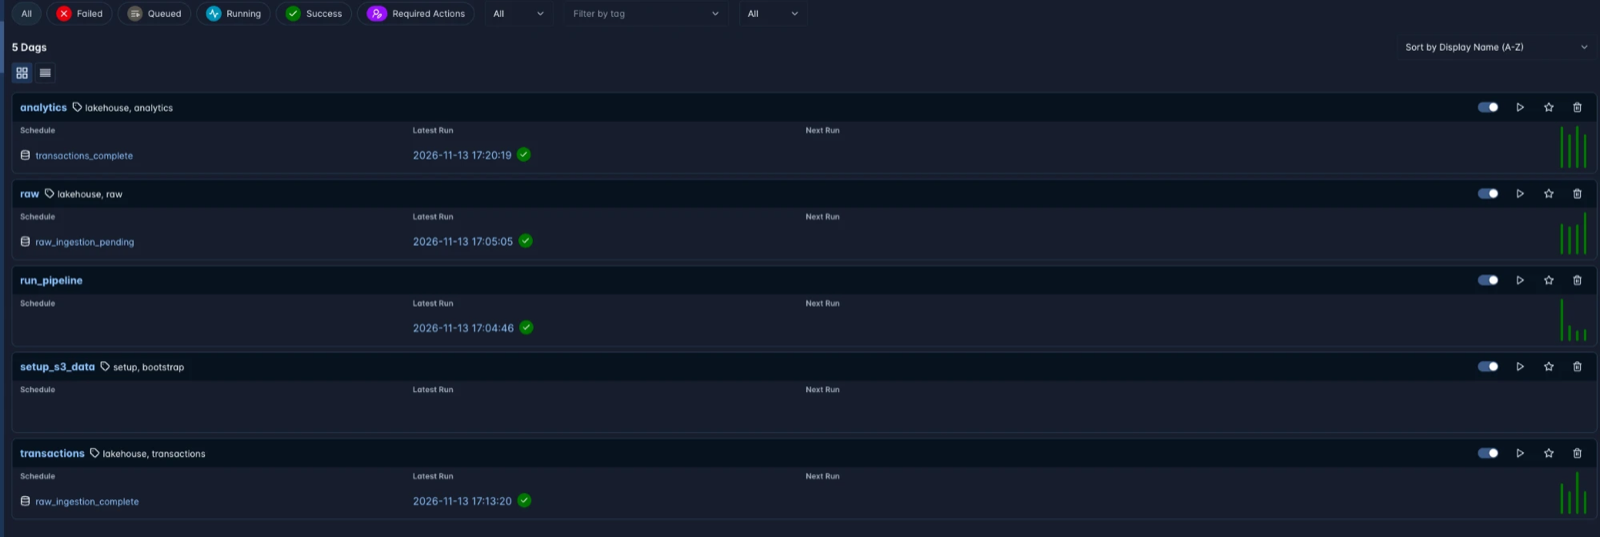 All Failed Queued Running Success Required Actions All Filter by tag All
5 Dags Sort by Display Name (A-Z)
analytics lakehouse, analytics
Schedule Latest Run Next Run
transactions_complete 2026-11-13 17:20:19
raw lakehouse, raw
Schedule Latest Run Next Run
raw_ingestion_pending 2026-11-13 17:05:05
run_pipeline
Schedule Latest Run Next Run
2026-11-13 17:04:46
setup_s3_data setup, bootstrap
Schedule Latest Run Next Run
transactions lakehouse, transactions
Schedule Latest Run Next Run
raw_ingestion_complete 2026-11-13 17:13:20